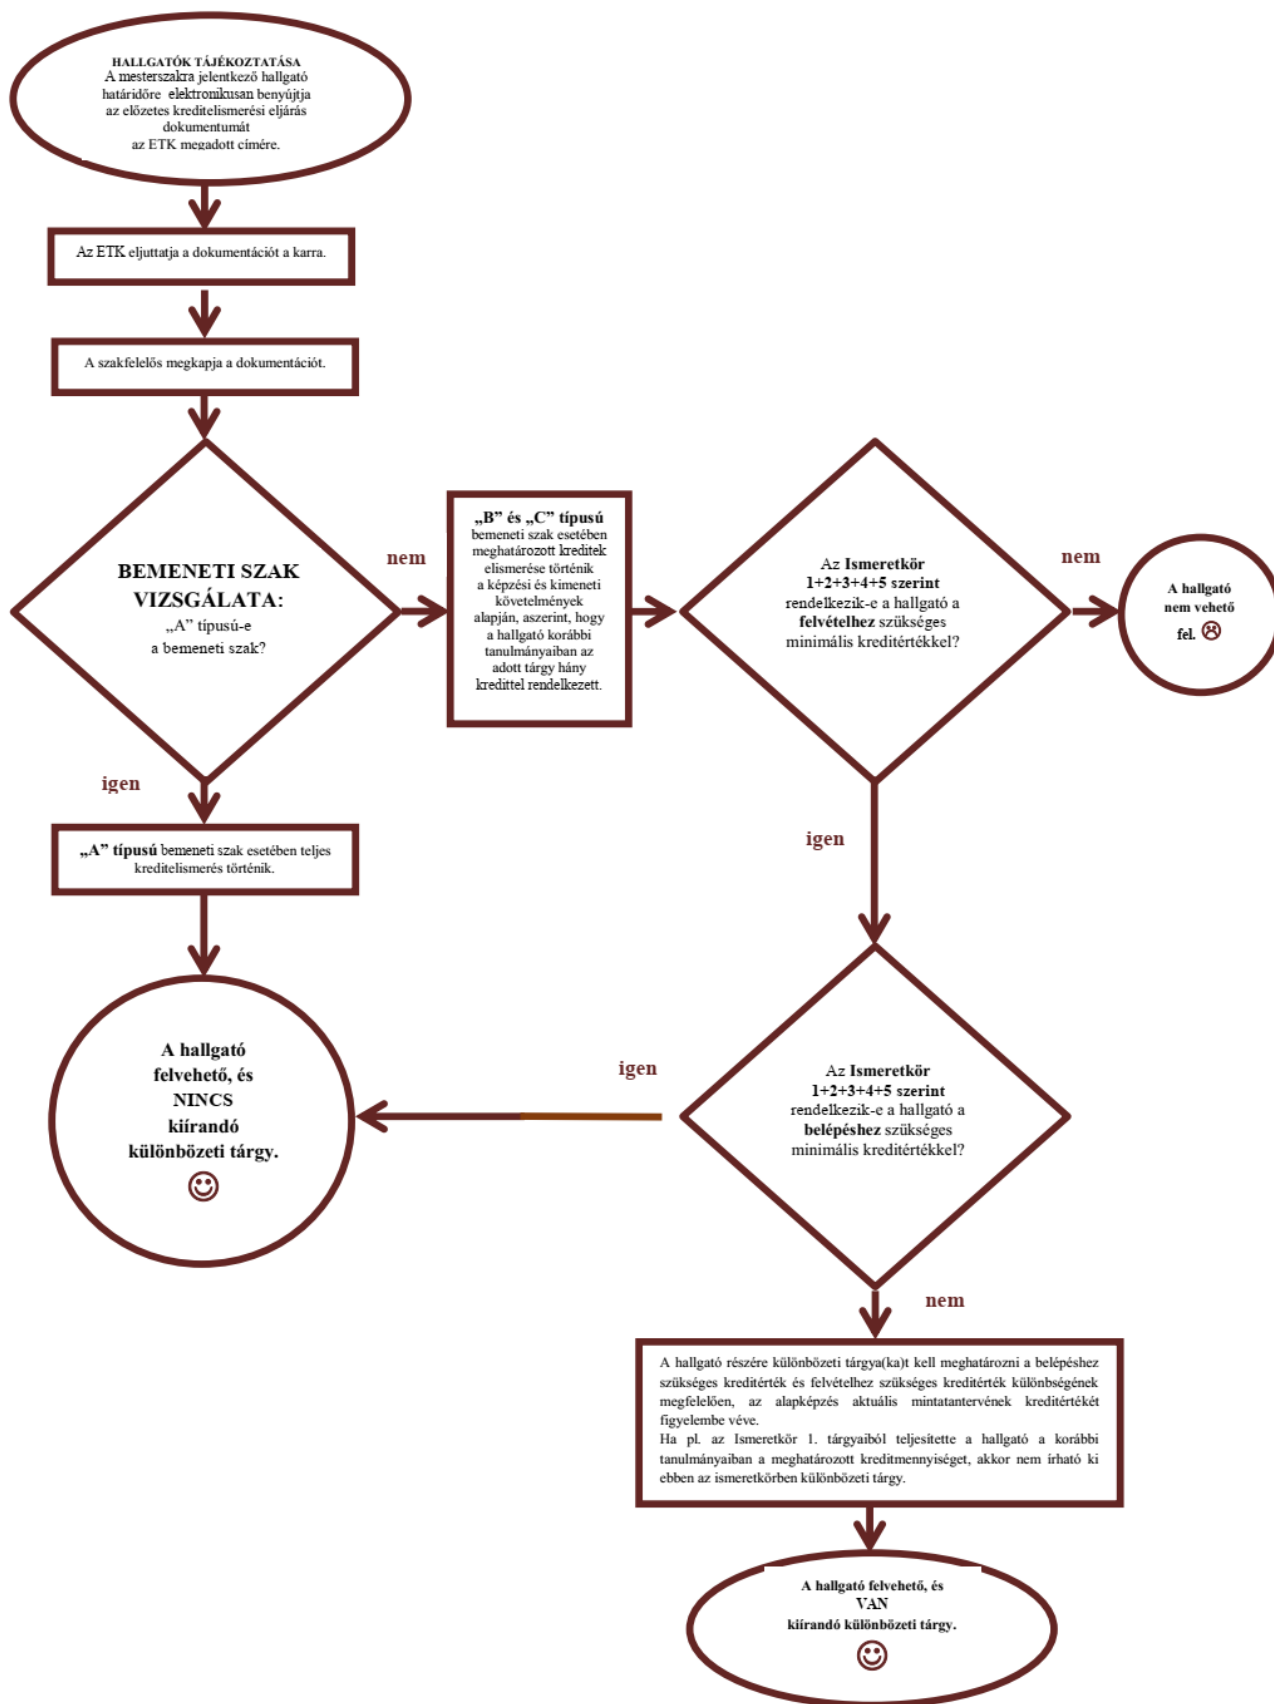 HALLGATÓK TÁJÉKOZTATÁSA
A mesterszakra jelentkező hallgató
határidőre elektronikusan benyújtja
az előzetes kreditelismerési eljárás
dokumentumát
az ETK megadott címére.
Az ETK eljuttatja a dokumentációt a karra.
A szakfelelős megkapja a dokumentációt.
BEMENETI SZAK
VIZSGÁLATA:
„A” típusú-e
a bemeneti szak?
nem
„B” és „C” típusú
bemeneti szak esetében
meghatározott kreditek
elismerése történik
a képzési és kimeneti
követelmények
alapján, aszerint, hogy
a hallgató korábbi
tanulmányaiban az
adott tárgy hány
kredittel rendelkezett.
Az Ismeretkör
1+2+3+4+5 szerint
rendelkezik-e a hallgató a
felvételhez szükséges
minimális kreditértékkel?
nem
A hallgató
nem vehető
fel.
igen
„A” típusú bemeneti szak esetében teljes
kreditelismerés történik.
igen
A hallgató
felvehető, és
NINCS
kiírandó
különbözeti tárgy.
igen
Az Ismeretkör
1+2+3+4+5 szerint
rendelkezik-e a hallgató a
belépéshez szükséges
minimális kreditértékkel?
nem
A hallgató részére különbözeti tárgya(ka)t kell meghatározni a belépéshez
szükséges kreditérték és felvételhez szükséges kreditérték különbségének
megfelelően, az alapképzés aktuális mintatantervének kreditértékét
figyelembe véve.
Ha pl. az Ismeretkör 1. tárgyaiból teljesítette a hallgató a korábbi
tanulmányaiban a meghatározott kreditmennyiséget, akkor nem írható ki
ebben az ismeretkörben különbözeti tárgy.
A hallgató felvehető, és
VAN
kiírandó különbözeti tárgy.